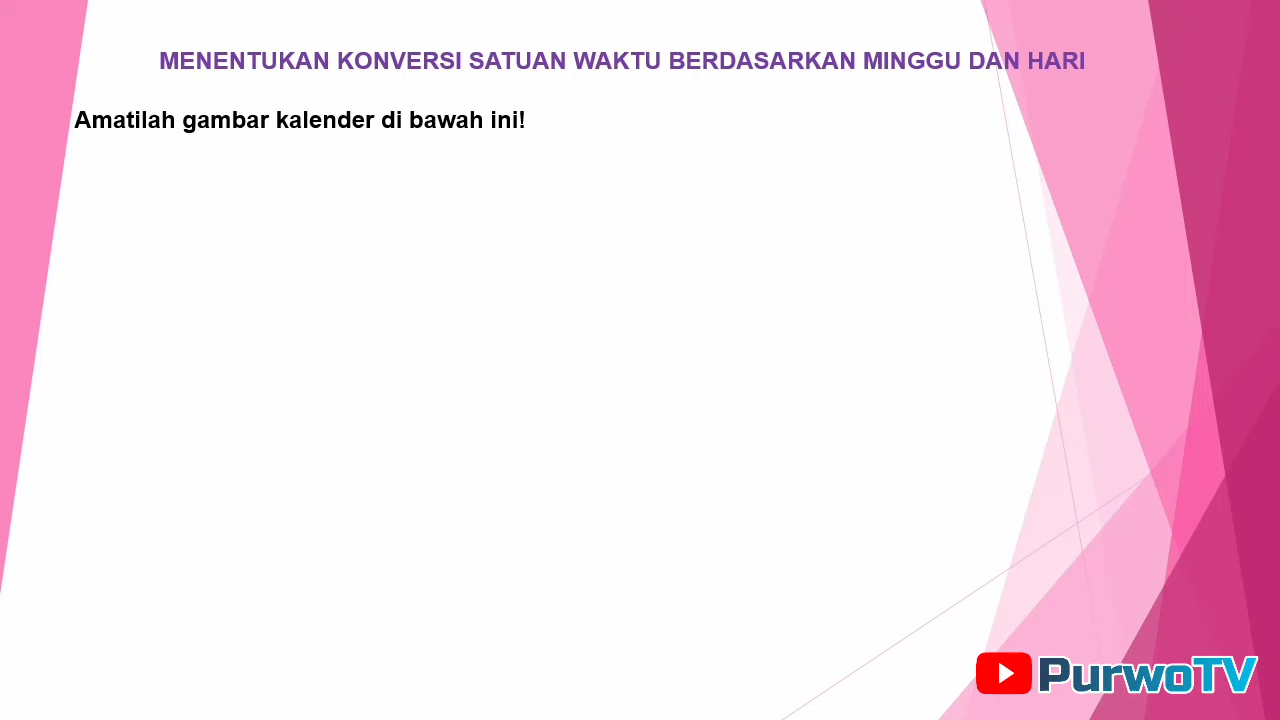 MENENTUKAN KONVERSI SATUAN WAKTU BERDASARKAN MINGGU DAN HARI
Amatilah gambar kalender di bawah ini!
PurwoTV